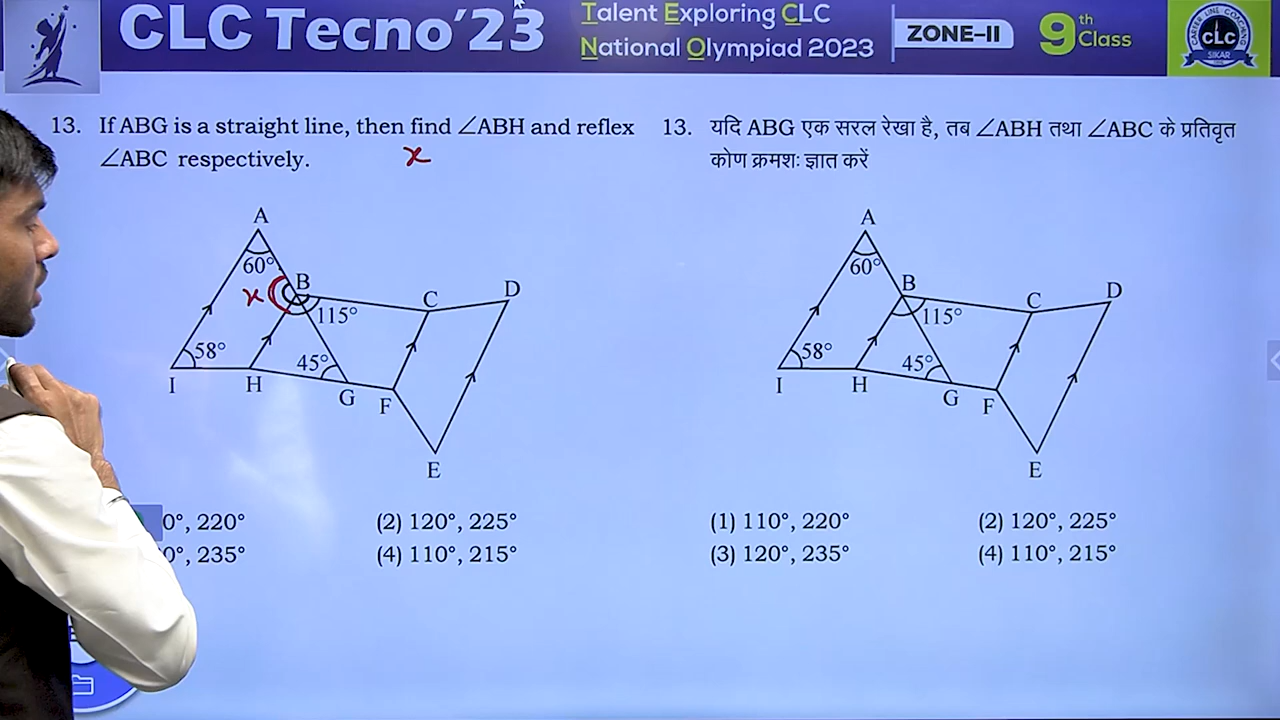 CLC Tecno'23
Talent Exploring CLC
National Olympiad 2023
ZONE–II
9th Class
CLC
SIKAR
13. If ABG is a straight line, then find ∠ABH and reflex
∠ABC respectively.
x
A
60°
B
x
115°
C
D
58°
45°
I
H
G
F
E
0°, 220°
(2) 120°, 225°
0°, 235°
(4) 110°, 215°
13. यदि ABG एक सरल रेखा है, तब ∠ABH तथा ∠ABC के प्रतिवृत
कोण क्रमशः ज्ञात करें
A
60°
B
115°
C
D
58°
45°
I
H
G
F
E
(1) 110°, 220°
(2) 120°, 225°
(3) 120°, 235°
(4) 110°, 215°